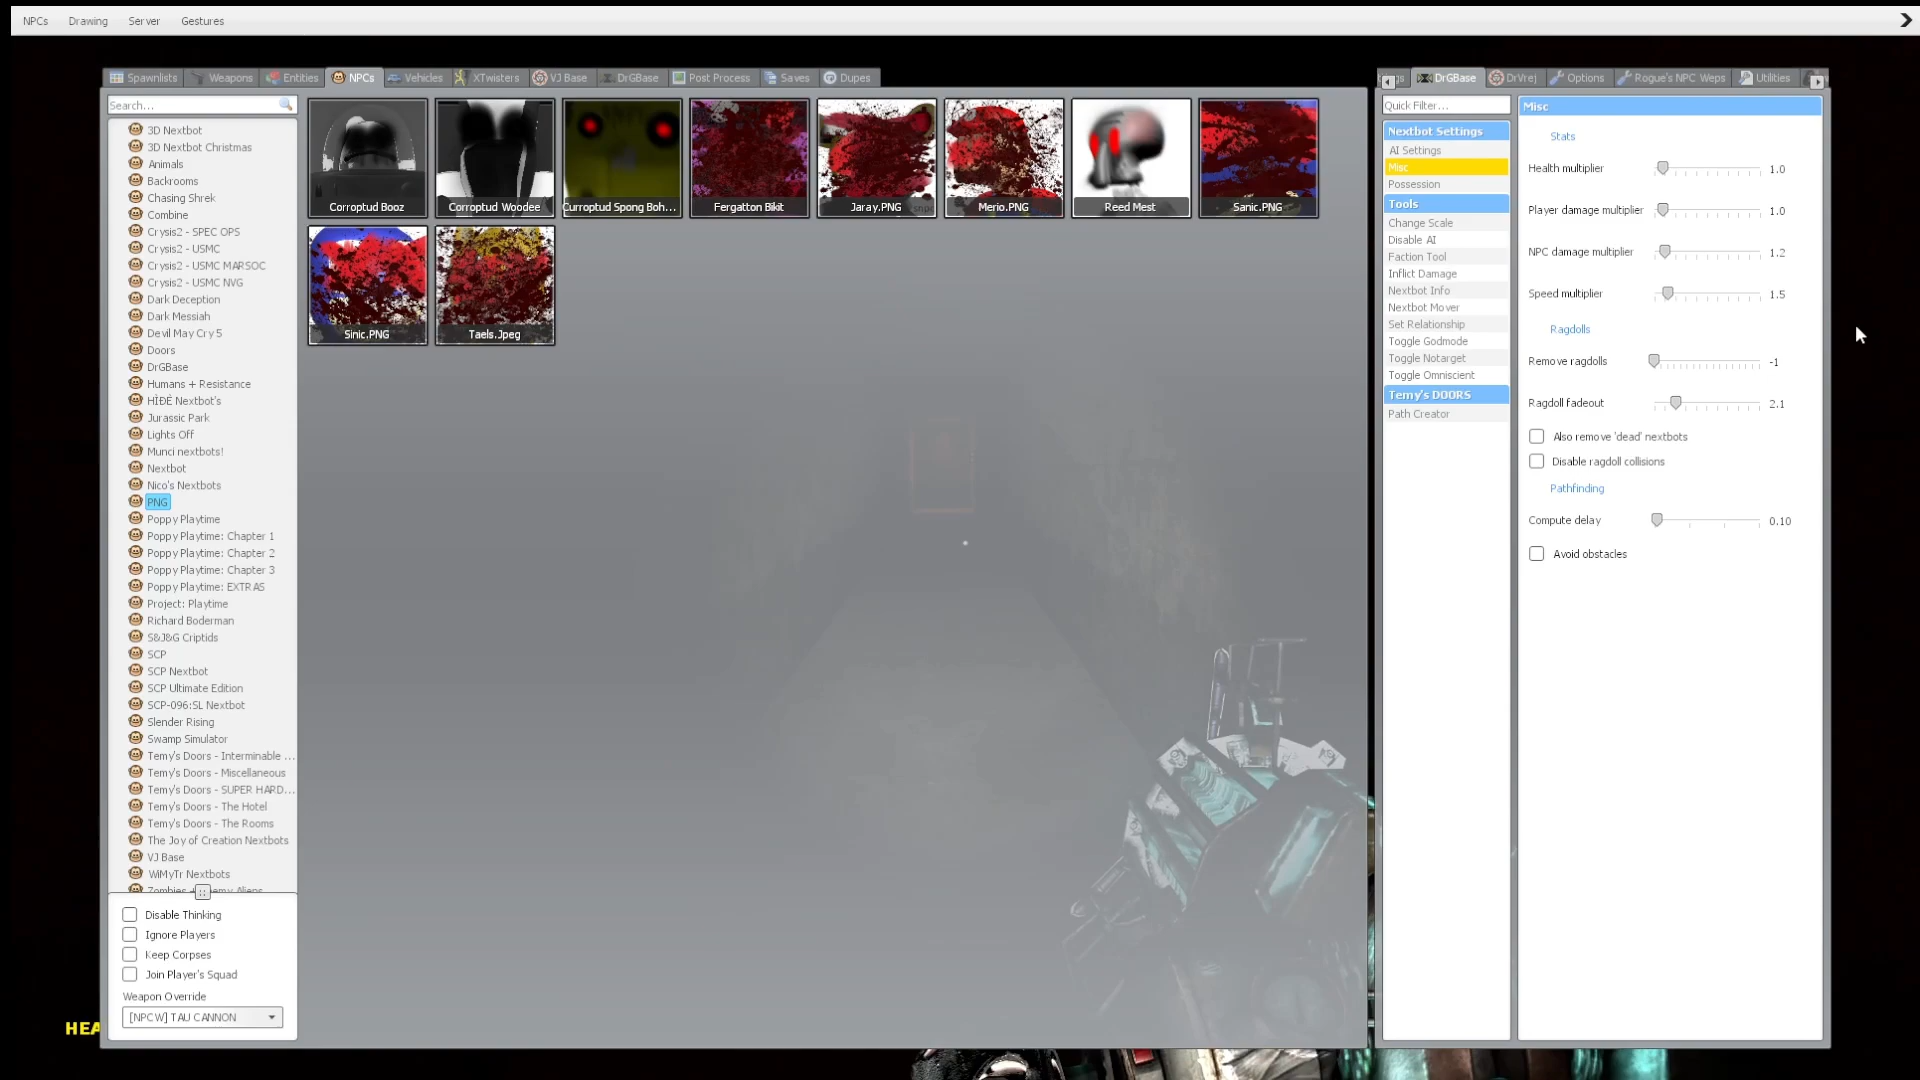 NPCs Drawing Server Gestures
Spawnlists Weapons Entities NPCs Vehicles XTwisters VJ Base DrGBase Post Process Saves Dupes
Search...
3D Nextbot
3D Nextbot Christmas
Animals
Backrooms
Chasing Shrek
Combine
Crysis2 - SPEC OPS
Crysis2 - USMC
Crysis2 - USMC MARSOC
Crysis2 - USMC NVG
Dark Deception
Dark Messiah
Devil May Cry 5
Doors
DrGBase
Humans + Resistance
HÎĐÈ Nextbot's
Jurassic Park
Lights Off
Munci nextbots!
Nextbot
Nico's Nextbots
PNG
Poppy Playtime
Poppy Playtime: Chapter 1
Poppy Playtime: Chapter 2
Poppy Playtime: Chapter 3
Poppy Playtime: EXTRAS
Project: Playtime
Richard Boderman
S&J&G Criptids
SCP
SCP Nextbot
SCP Ultimate Edition
SCP-096:SL Nextbot
Slender Rising
Swamp Simulator
Temy's Doors - Interminable ...
Temy's Doors - Miscellaneous
Temy's Doors - SUPER HARD...
Temy's Doors - The Hotel
Temy's Doors - The Rooms
The Joy of Creation Nextbots
VJ Base
WiMyTr Nextbots
Disable Thinking
Ignore Players
Keep Corpses
Join Player's Squad
Weapon Override
[NPCW] TAU CANNON
HEA
Corroptud Booz
Corroptud Woodee
Curroptud Spong Boh...
Fergatton Bikit
Jaray.PNG
Merio.PNG
Reed Mest
Sanic.PNG
Sinic.PNG
Taels.Jpeg
DrGBase DrVrej Options Rogue's NPC Weps Utilities
Quick Filter...
Nextbot Settings
AI Settings
Misc
Possession
Tools
Change Scale
Disable AI
Faction Tool
Inflict Damage
Nextbot Info
Nextbot Mover
Set Relationship
Toggle Godmode
Toggle Notarget
Toggle Omniscient
Temy's DOORS
Path Creator
Misc
Stats
Health multiplier 1.0
Player damage multiplier 1.0
NPC damage multiplier 1.2
Speed multiplier 1.5
Ragdolls
Remove ragdolls -1
Ragdoll fadeout 2.1
Also remove 'dead' nextbots
Disable ragdoll collisions
Pathfinding
Compute delay 0.10
Avoid obstacles